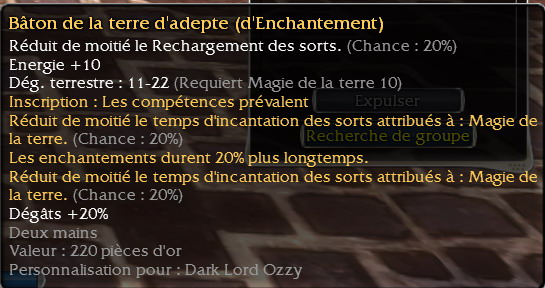 Bâton de la terre d'adepte (d'Enchantement)
Réduit de moitié le Rechargement des sorts. (Chance : 20%)
Energie +10
Dég. terrestre : 11-22 (Requiert Magie de la terre 10)
Inscription : Les compétences prévalent
Expulser
Réduit de moitié le temps d'incantation des sorts attribués à : Magie de
la terre. (Chance : 20%)
Recherche de groupe
Les enchantements durent 20% plus longtemps.
Réduit de moitié le temps d'incantation des sorts attribués à : Magie de
la terre. (Chance : 20%)
Dégâts +20%
Deux mains
Valeur : 220 pièces d'or
Personnalisation pour : Dark Lord Ozzy